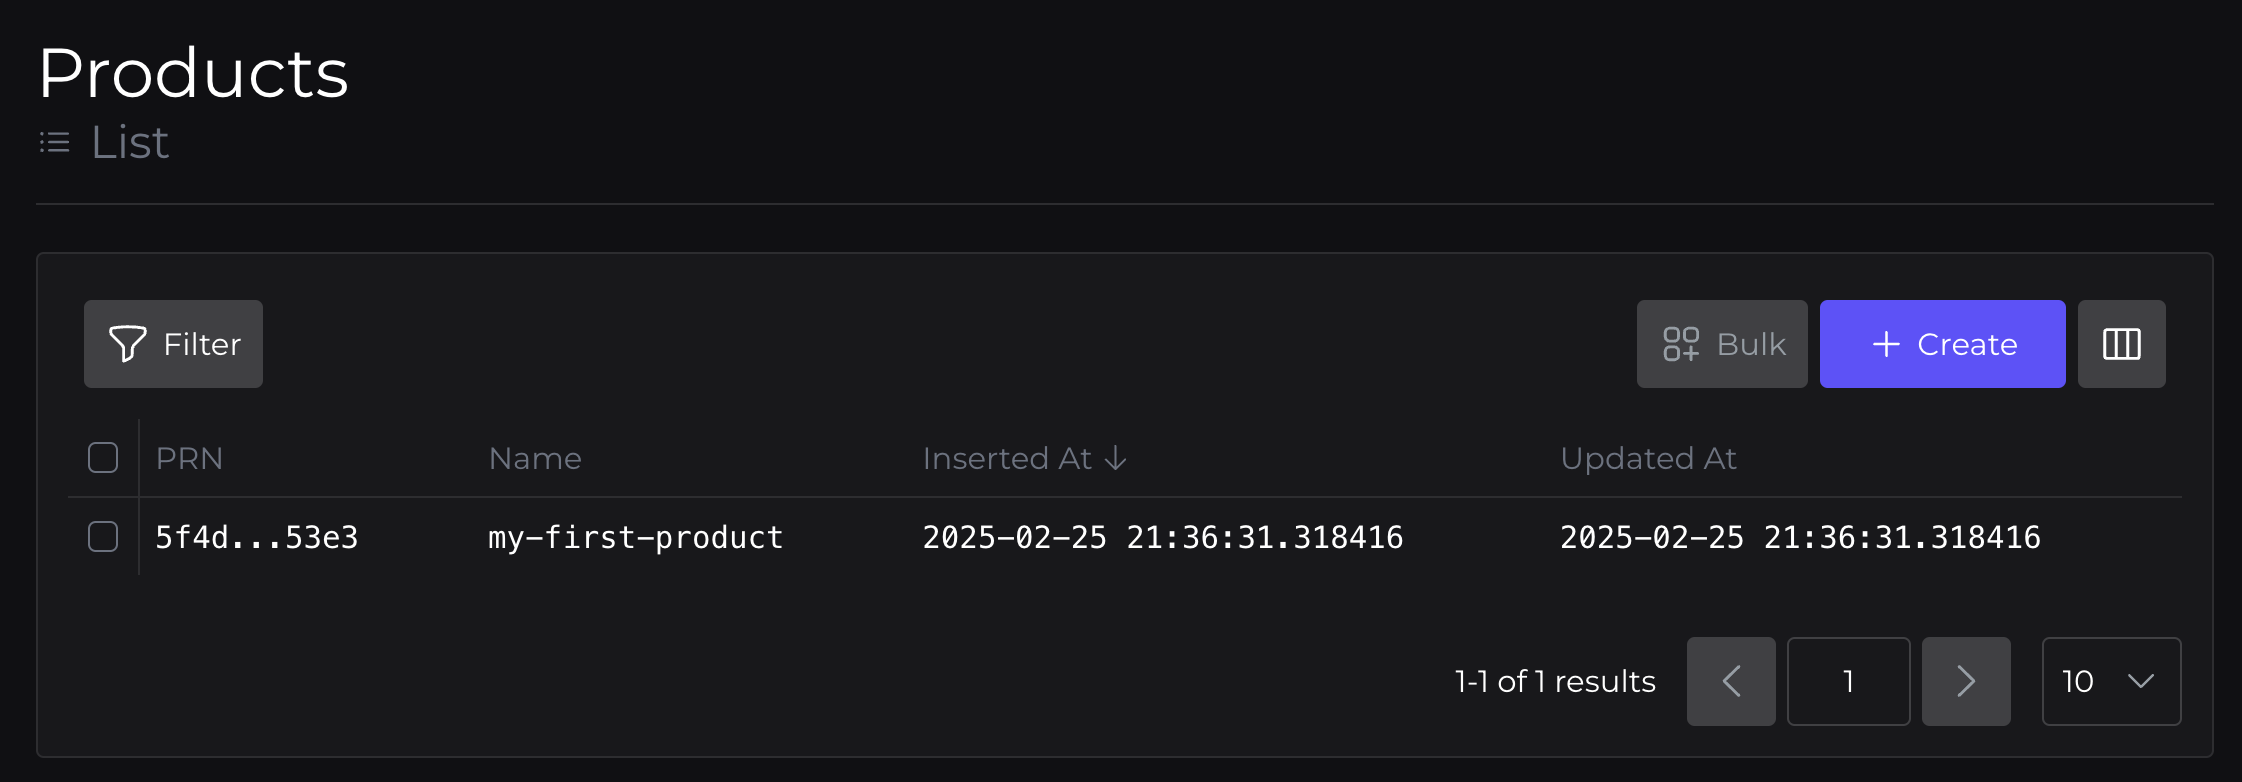 Products
List
Filter
Bulk
Create
PRN Name Inserted At Updated At
5f4d...53e3 my-first-product 2025-02-25 21:36:31.318416 2025-02-25 21:36:31.318416
1-1 of 1 results 1 10